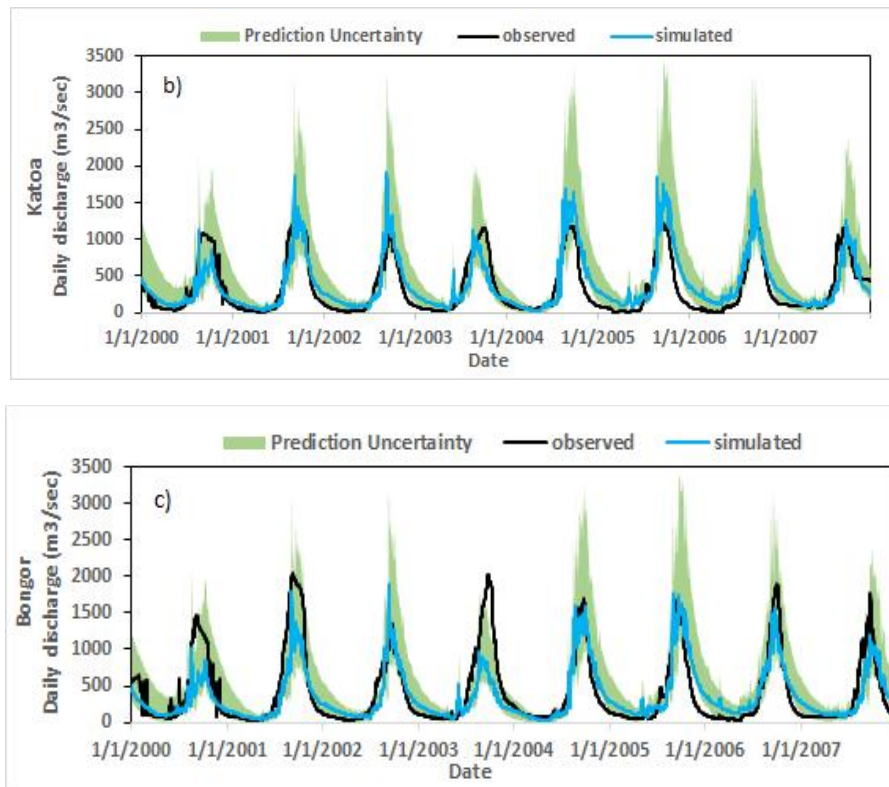 Prediction Uncertainty observed simulated
3500
b)
3000
2500
2000
1500
1000
500
0
Katoa
Daily discharge (m3/sec)
1/1/2000 1/1/2001 1/1/2002 1/1/2003 1/1/2004 1/1/2005 1/1/2006 1/1/2007
Date
Prediction Uncertainty observed simulated
3500
c)
3000
2500
2000
1500
1000
500
0
Bongor
Daily discharge (m3/sec)
1/1/2000 1/1/2001 1/1/2002 1/1/2003 1/1/2004 1/1/2005 1/1/2006 1/1/2007
Date